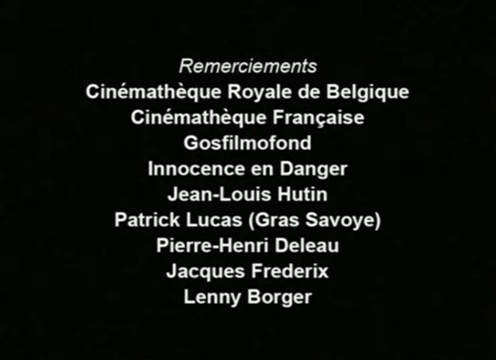 Remerciements
Cinémathèque Royale de Belgique
Cinémathèque Française
Gosfilmofond
Innocence en Danger
Jean-Louis Hutin
Patrick Lucas (Gras Savoye)
Pierre-Henri Deleau
Jacques Frederix
Lenny Borger